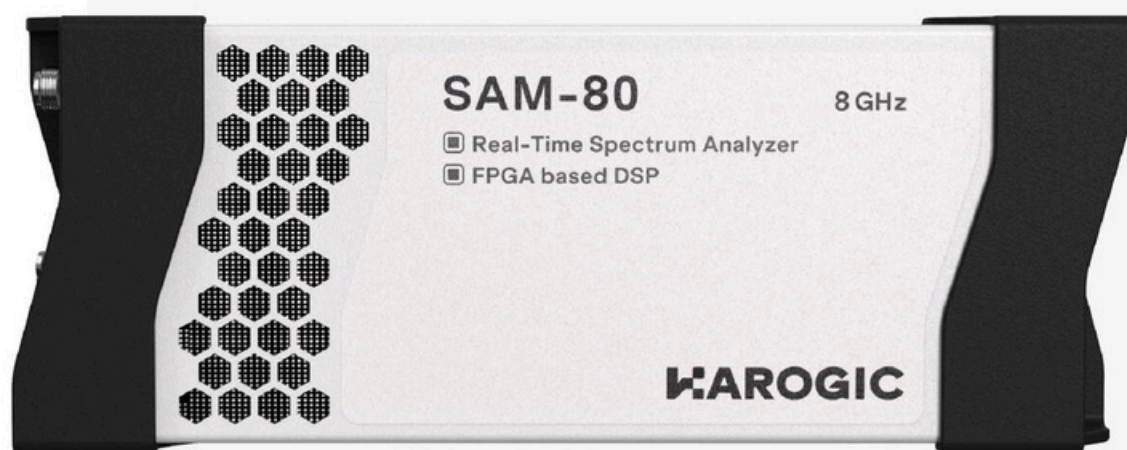 SAM-80
8 GHz
Real-Time Spectrum Analyzer
FPGA based DSP
HAROGIC